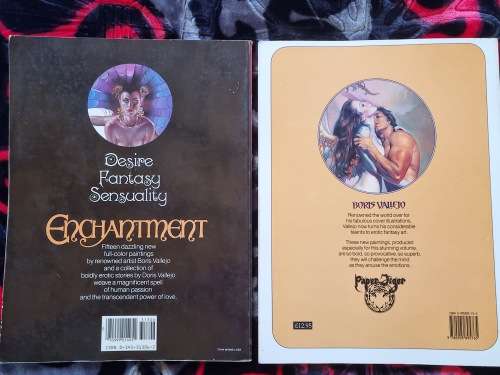 Desire
Fantasy
Sensuality
ENCHANTMENT
Fifteen dazzling new
full-color paintings
by renowned artist Boris Vallejo
and a collection of
boldly erotic stories by Doris Vallejo
weave a magnificent spell
of human passion
and the transcendent power of love.
BORIS VALLEJO
Renowned the world over for
his fabulous cover illustrations,
Vallejo now turns his considerable
talents to erotic fantasy art.
These new paintings, produced
especially for this stunning volume,
are so bold, so provocative, so superb,
they will challenge the mind
as they arouse the emotions.
Paper Tiger
£12.95